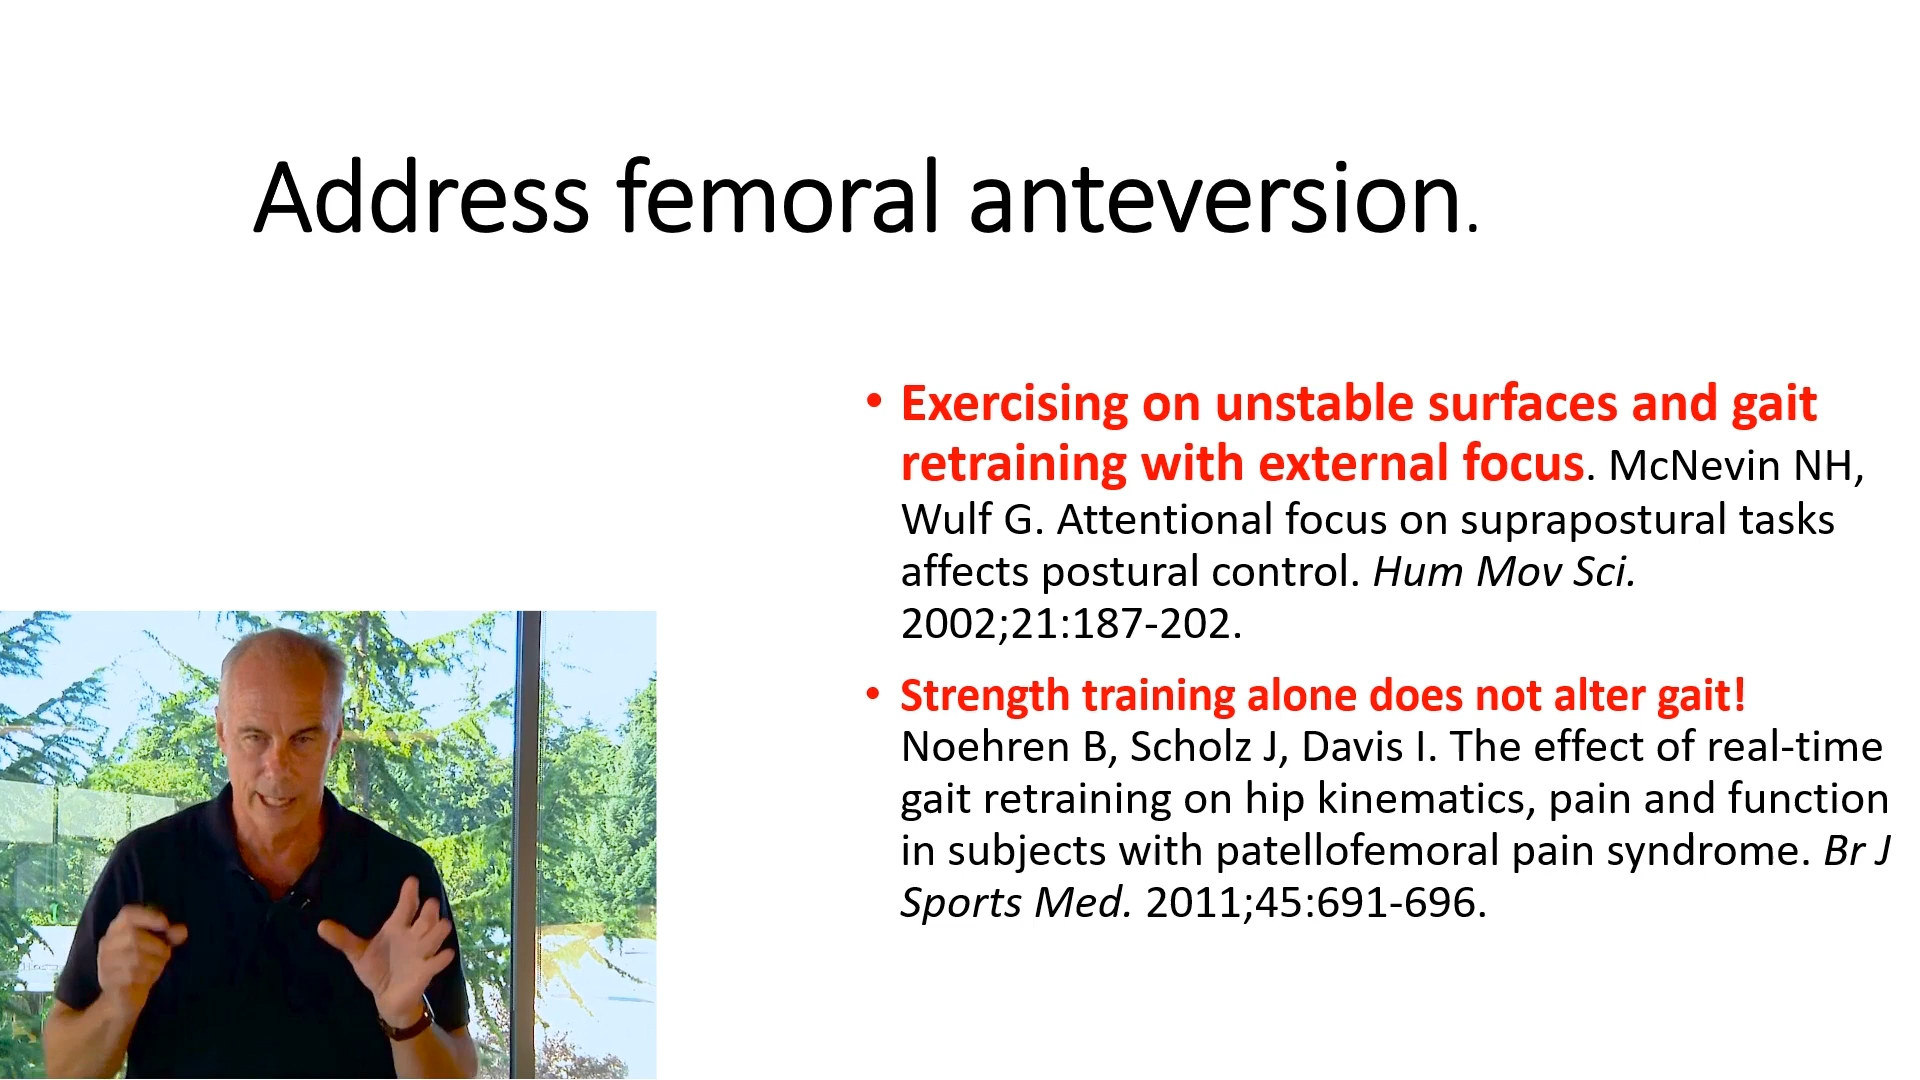 Address femoral anteversion.
• Exercising on unstable surfaces and gait
retraining with external focus. McNevin NH,
Wulf G. Attentional focus on suprapostural tasks
affects postural control. Hum Mov Sci.
2002;21:187-202.
• Strength training alone does not alter gait!
Noehren B, Scholz J, Davis I. The effect of real-time
gait retraining on hip kinematics, pain and function
in subjects with patellofemoral pain syndrome. Br J
Sports Med. 2011;45:691-696.